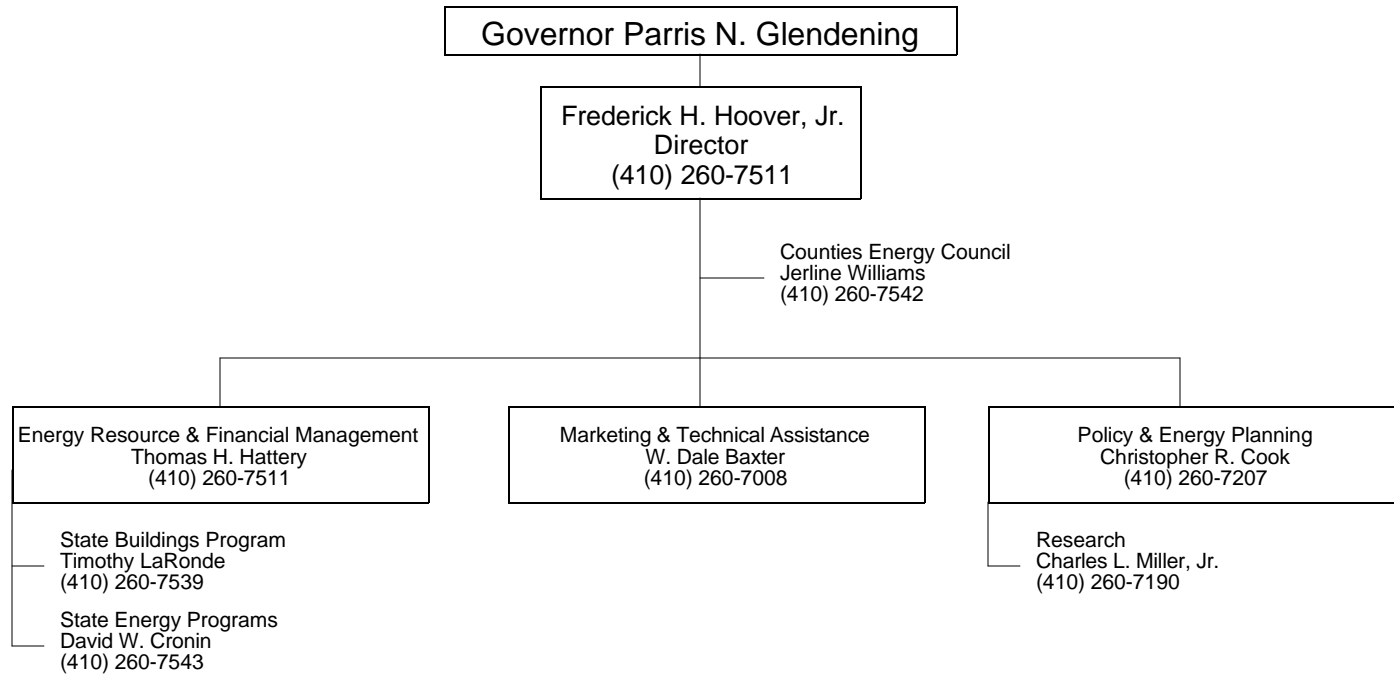 Governor Parris N. Glendening
Frederick H. Hoover, Jr.
Director
(410) 260-7511
Counties Energy Council
Jerline Williams
(410) 260-7542
Energy Resource & Financial Management
Thomas H. Hattery
(410) 260-7511
Marketing & Technical Assistance
W. Dale Baxter
(410) 260-7008
Policy & Energy Planning
Christopher R. Cook
(410) 260-7207
State Buildings Program
Timothy LaRonde
(410) 260-7539
State Energy Programs
David W. Cronin
(410) 260-7543
Research
Charles L. Miller, Jr.
(410) 260-7190